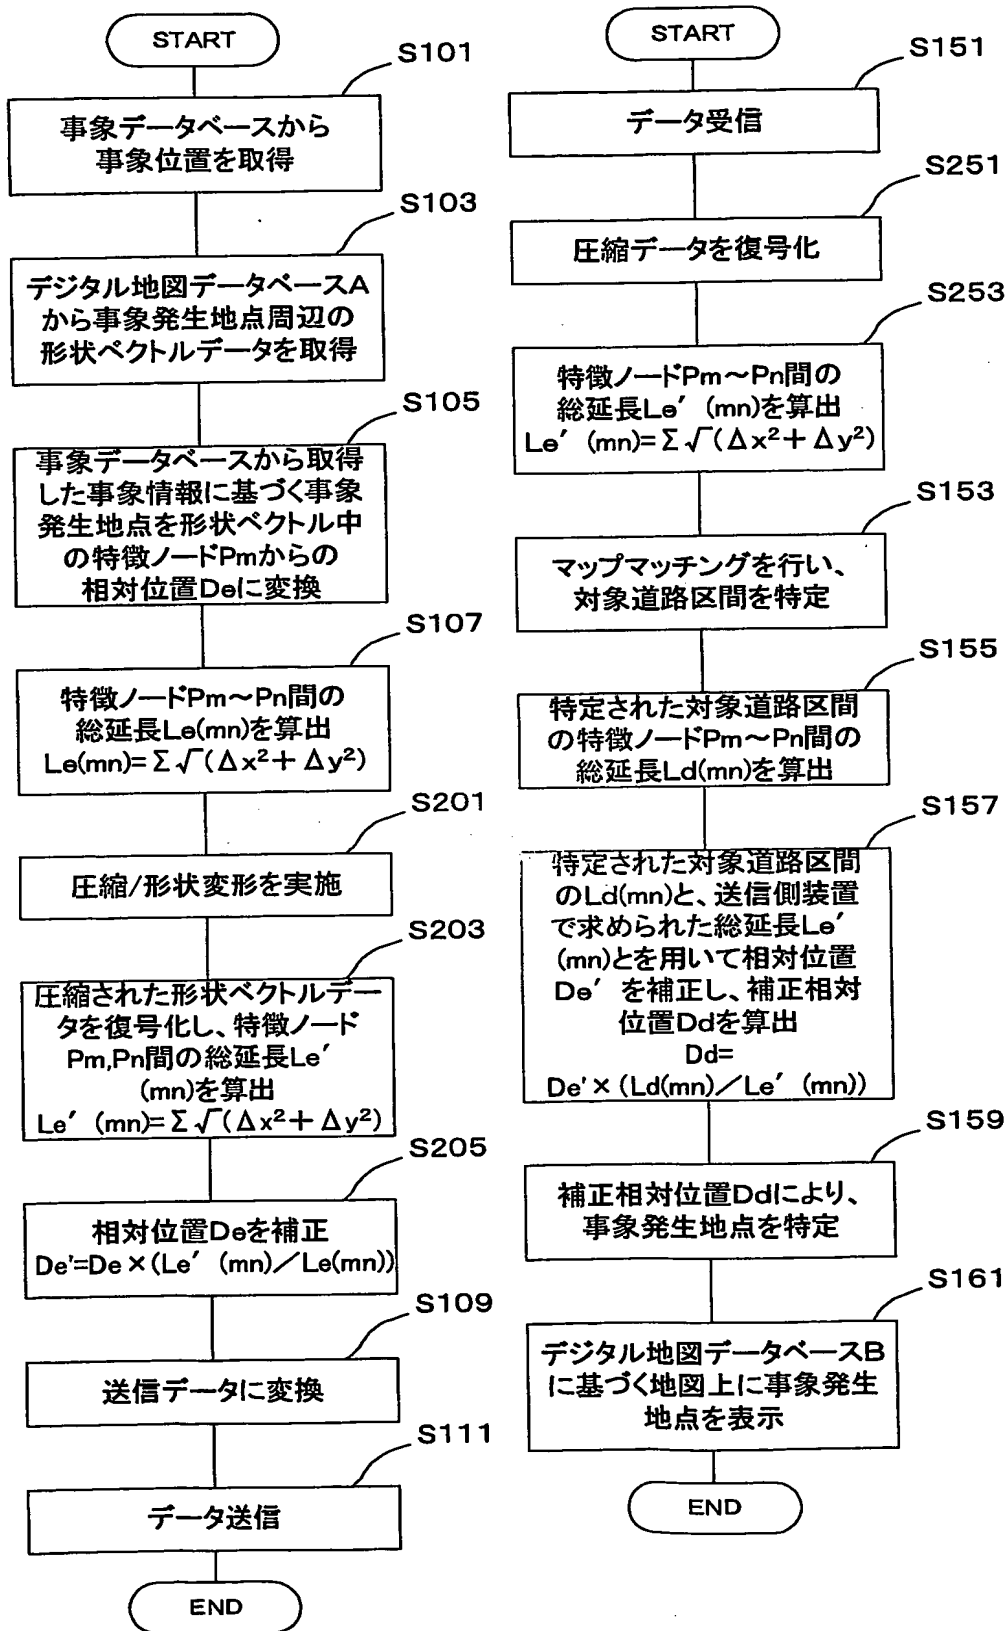 START
S101
事象データベースから
事象位置を取得
S103
デジタル地図データベースA
から事象発生地点周辺の
形状ベクトルデータを取得
S105
事象データベースから取得
した事象情報に基づく事象
発生地点を形状ベクトル中
の特徴ノードPmからの
相対位置Deに変換
S107
特徴ノードPm～Pn間の
総延長Le(mn)を算出
Le(mn)=Σ√(Δx²+Δy²)
S201
圧縮/形状変形を実施
S203
圧縮された形状ベクトルデー
タを復号化し、特徴ノード
Pm,Pn間の総延長Le′
(mn)を算出
Le′ (mn)=Σ√(Δx²+Δy²)
S205
相対位置Deを補正
De'=De×(Le′ (mn)／Le(mn))
S109
送信データに変換
S111
データ送信
END
START
S151
データ受信
S251
圧縮データを復号化
S253
特徴ノードPm～Pn間の
総延長Le′ (mn)を算出
Le′ (mn)=Σ√(Δx²+Δy²)
S153
マップマッチングを行い、
対象道路区間を特定
S155
特定された対象道路区間
の特徴ノードPm～Pn間の
総延長Ld(mn)を算出
S157
特定された対象道路区間
のLd(mn)と、送信側装置
で求められた総延長Le′
(mn)とを用いて相対位置
De′ を補正し、補正相対
位置Ddを算出
Dd=
De'×(Ld(mn)／Le′ (mn))
S159
補正相対位置Ddにより、
事象発生地点を特定
S161
デジタル地図データベースB
に基づく地図上に事象発生
地点を表示
END